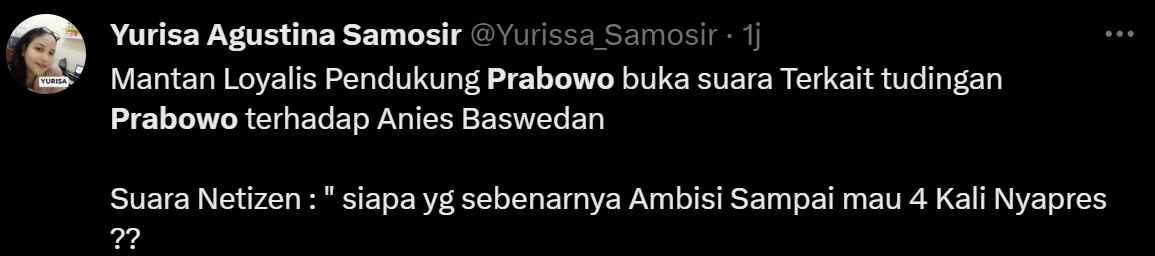 Yurisa Agustina Samosir @Yurissa_Samosir · 1j
YURISA
Mantan Loyalis Pendukung Prabowo buka suara Terkait tudingan
Prabowo terhadap Anies Baswedan
Suara Netizen : " siapa yg sebenarnya Ambisi Sampai mau 4 Kali Nyapres
??